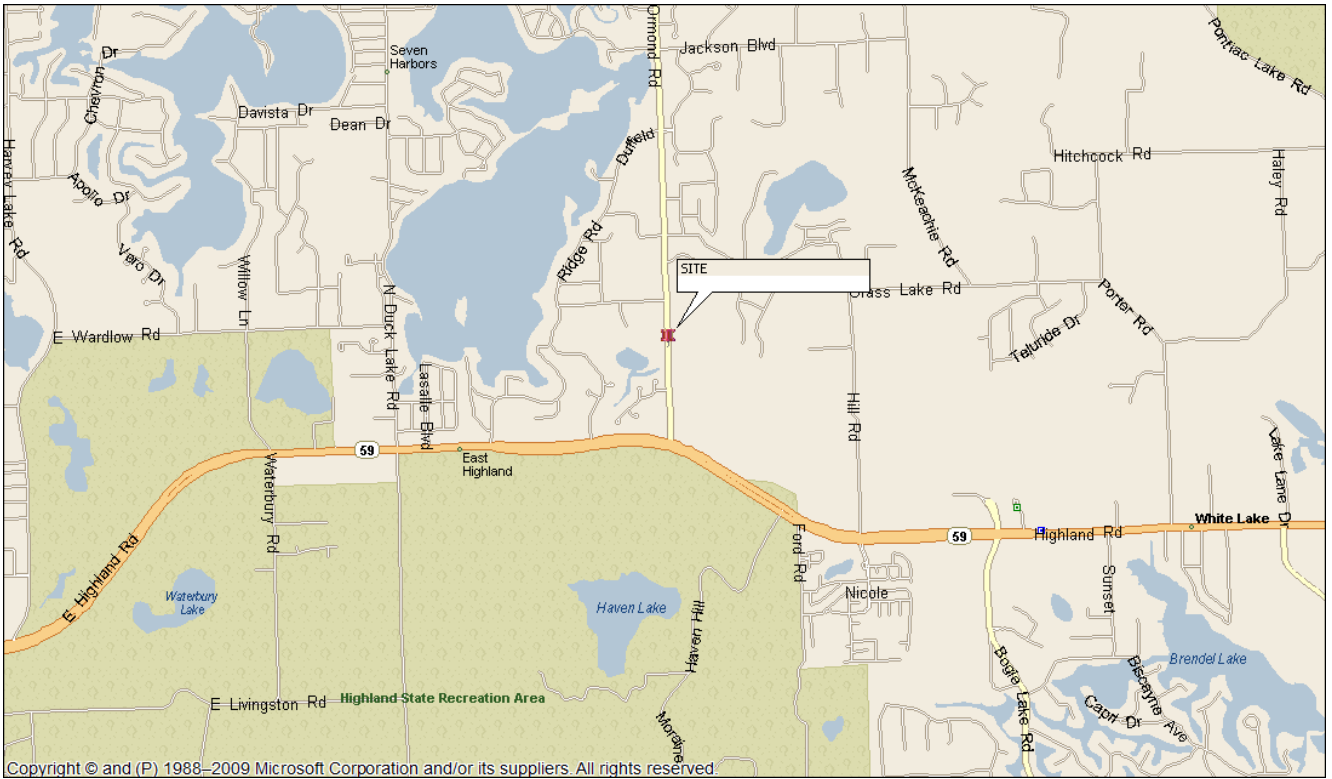 Ormond Rd
Jackson Blvd
Pontiac Lake Rd
Seven
Harbors
Chevron Dr
Davista Dr
Dean Dr
Duffield
Harvey Lake Rd
Hitchcock Rd
Haley Rd
Apollo Dr
McKeachie Rd
Vero Dr
Willow Ln
Ridge Rd
SITE
Grass Lake Rd
N Duck Lake Rd
Porter Rd
E Wardlow Rd
Telluride Dr
Lasalle Blvd
Hill Rd
59
East
Highland
Waterbury Rd
Lake Lane Dr
White Lake
59
Highland Rd
Ford Rd
E Highland Rd
Waterbury
Lake
Haven Lake
Nicole
Sunset
Haven Hill
Brendel Lake
Bogie Lake Rd
Biscayne Ave
Capri Dr
E Livingston Rd
Highland State Recreation Area
Moraine
Copyright © and (P) 1988–2009 Microsoft Corporation and/or its suppliers. All rights reserved.